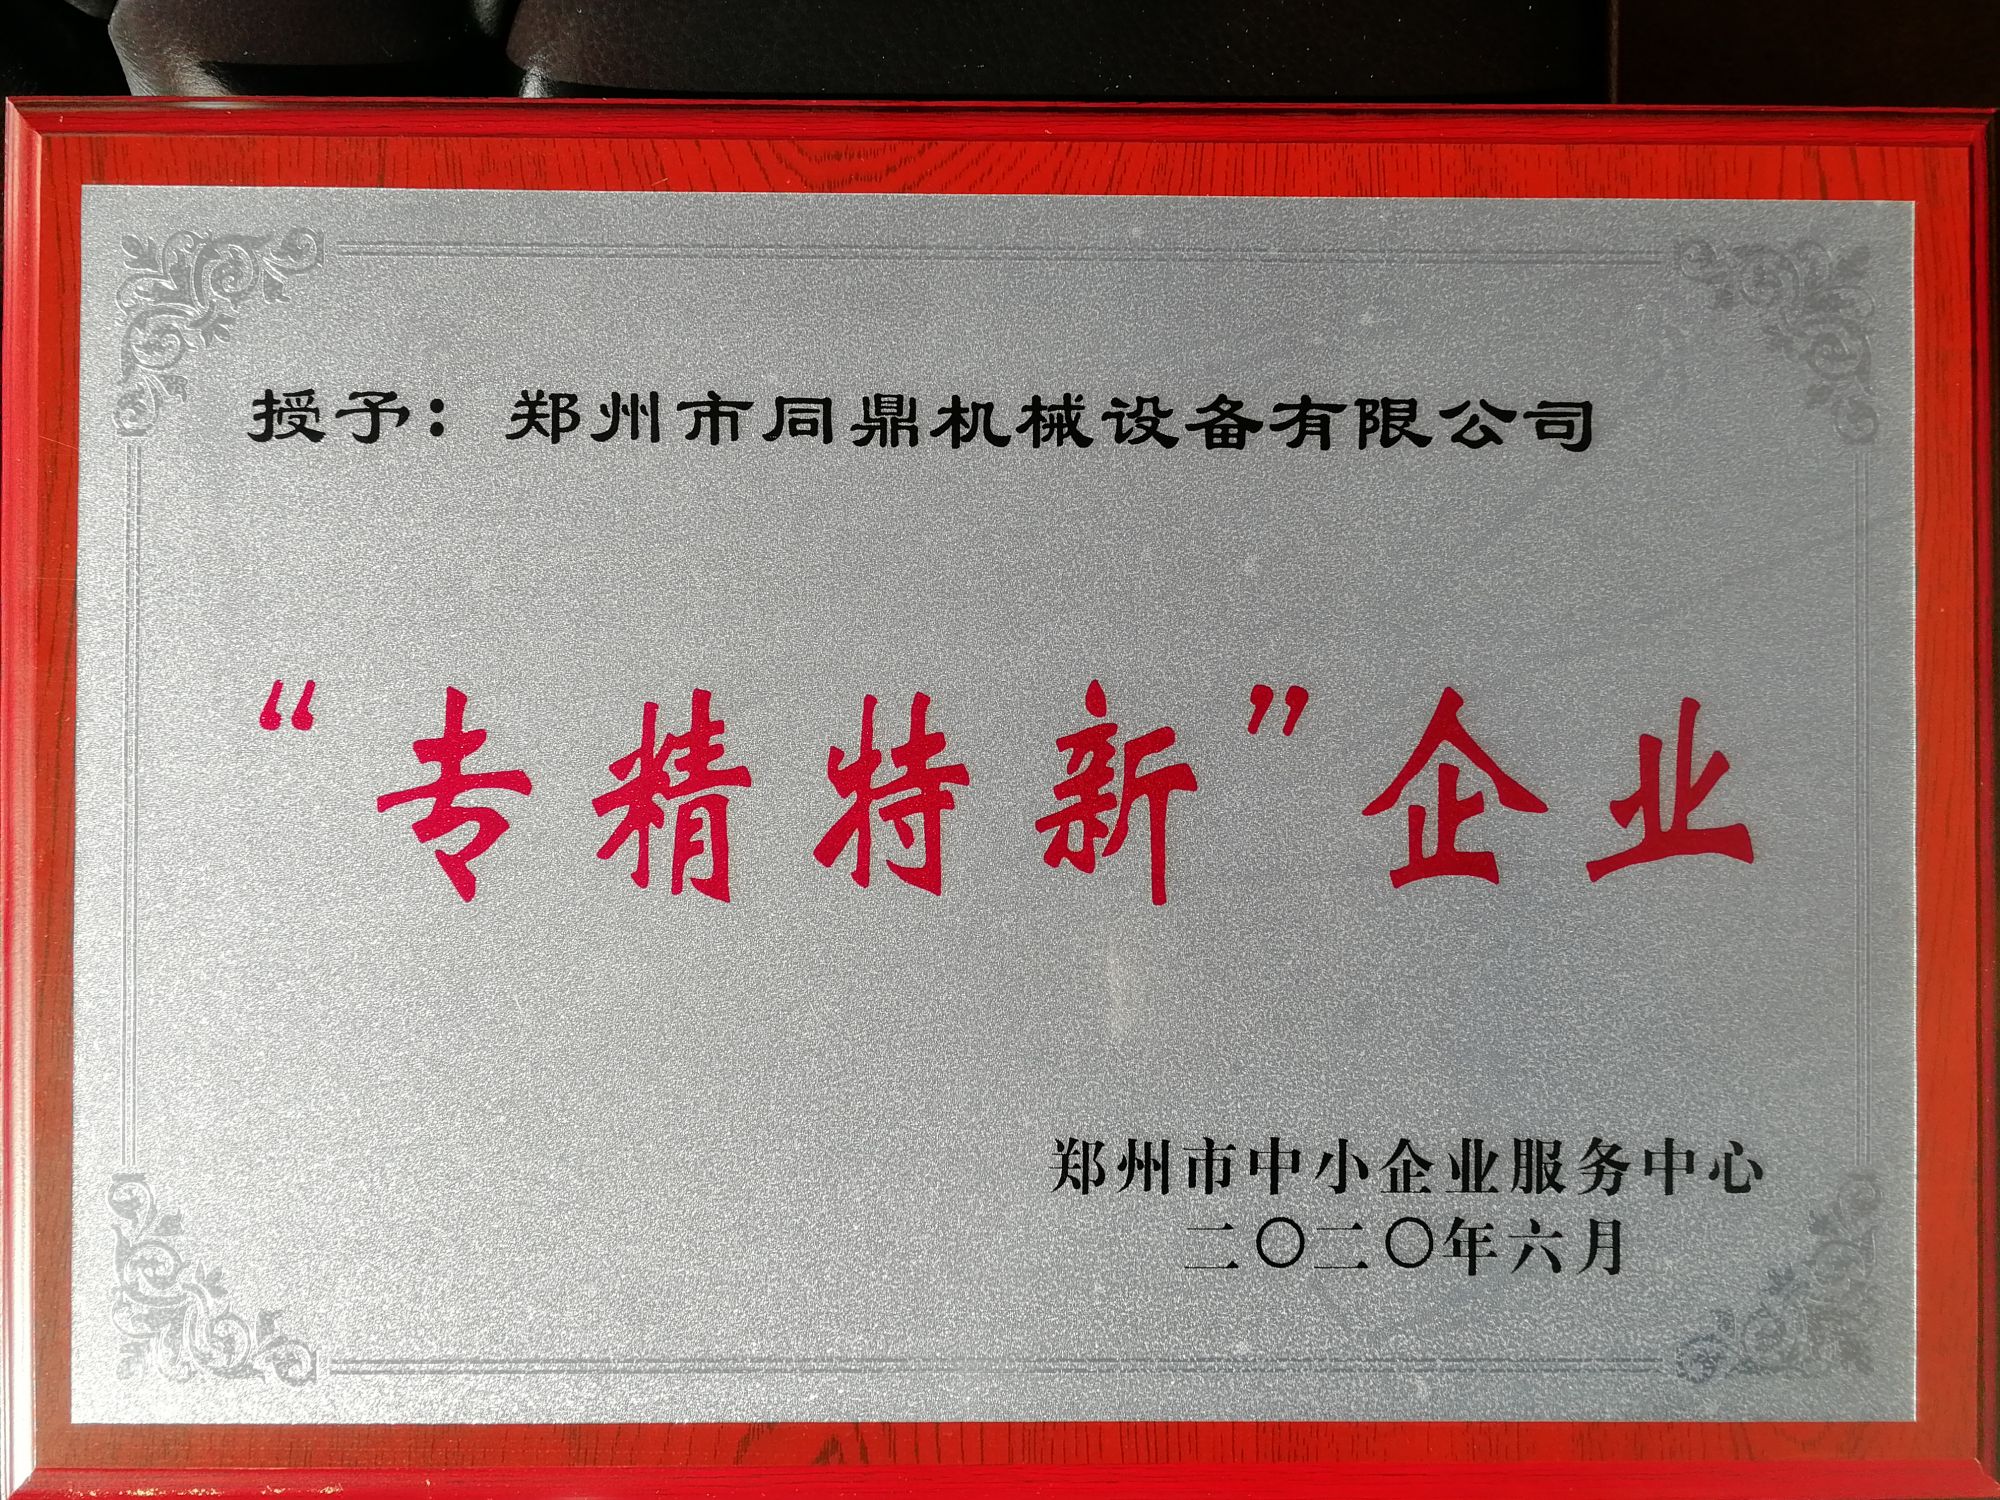 授予：郑州市同鼎机械设备有限公司
“专精特新”企业
郑州市中小企业服务中心
二〇二〇年六月